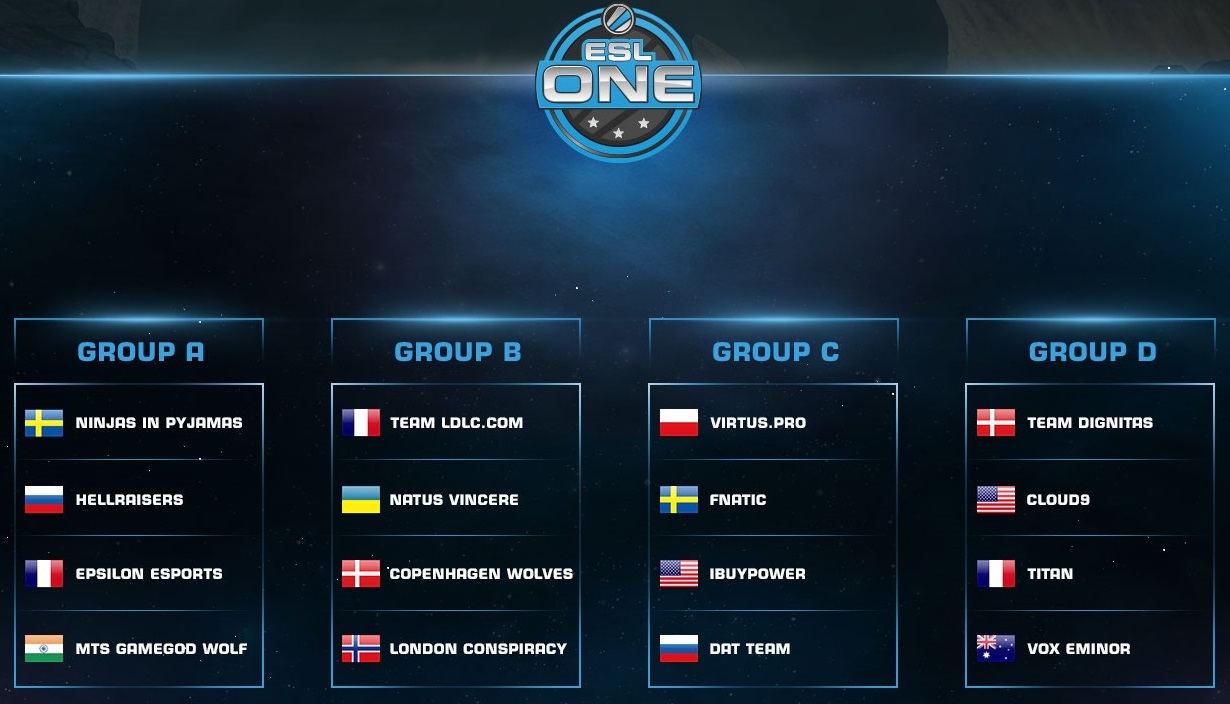 ESL
ONE
GROUP A
NINJAS IN PYJAMAS
HELLRAISERS
EPSILON ESPORTS
MTS GAMEGOD WOLF
GROUP B
TEAM LDLC.COM
NATUS VINCERE
COPENHAGEN WOLVES
LONDON CONSPIRACY
GROUP C
VIRTUS.PRO
FNATIC
IBUYPOWER
DAT TEAM
GROUP D
TEAM DIGNITAS
CLOUD9
TITAN
VOX EMINOR